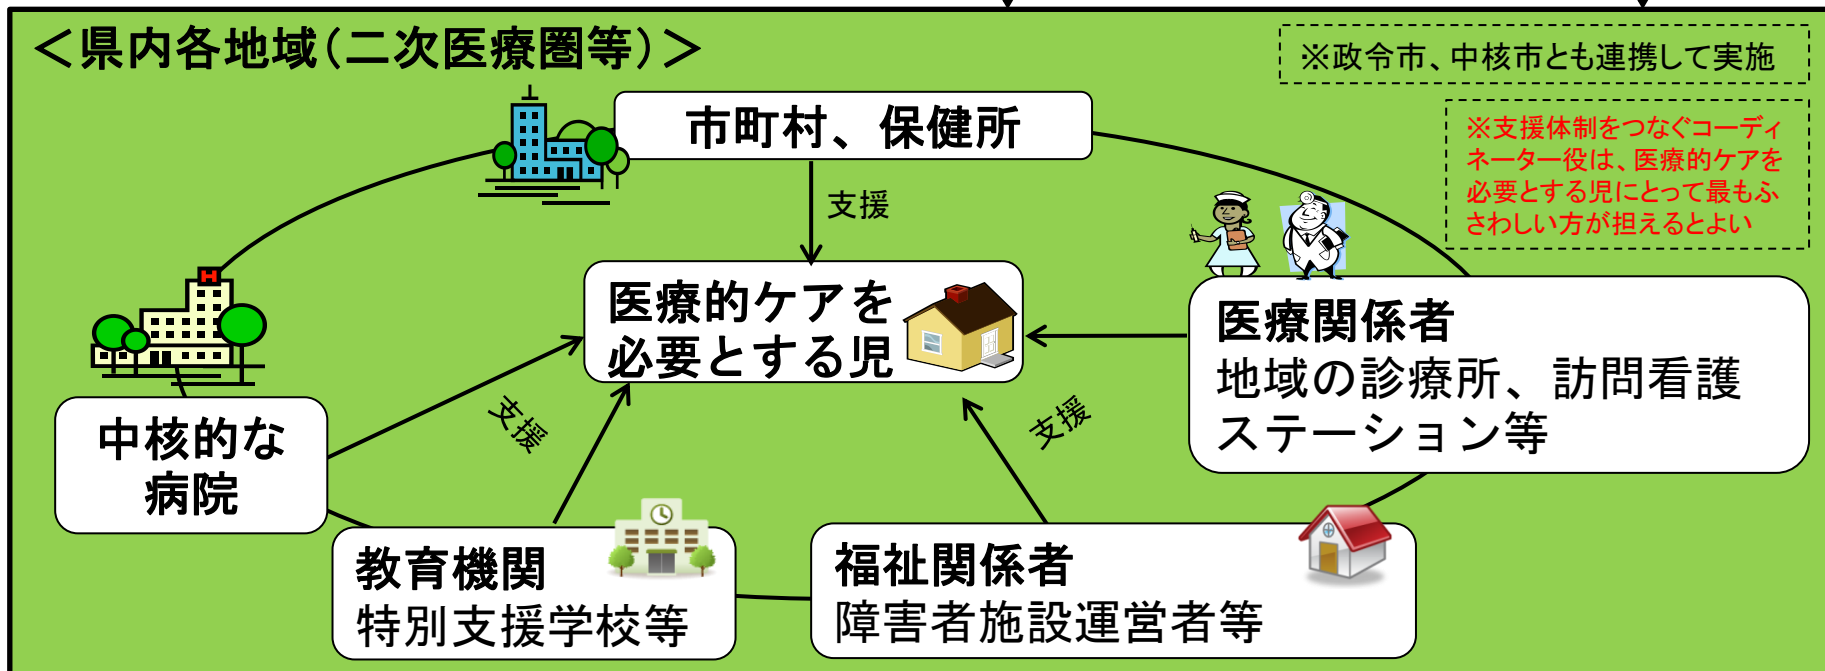 ＜県内各地域（二次医療圏等）＞
※政令市、中核市とも連携して実施
市町村、保健所
※支援体制をつなぐコーディ
ネーター役は、医療的ケアを
必要とする児にとって最もふ
さわしい方が担えるとよい
支援
医療的ケアを
必要とする児
医療関係者
地域の診療所、訪問看護
ステーション等
中核的な
病院
支援
支援
教育機関
特別支援学校等
福祉関係者
障害者施設運営者等